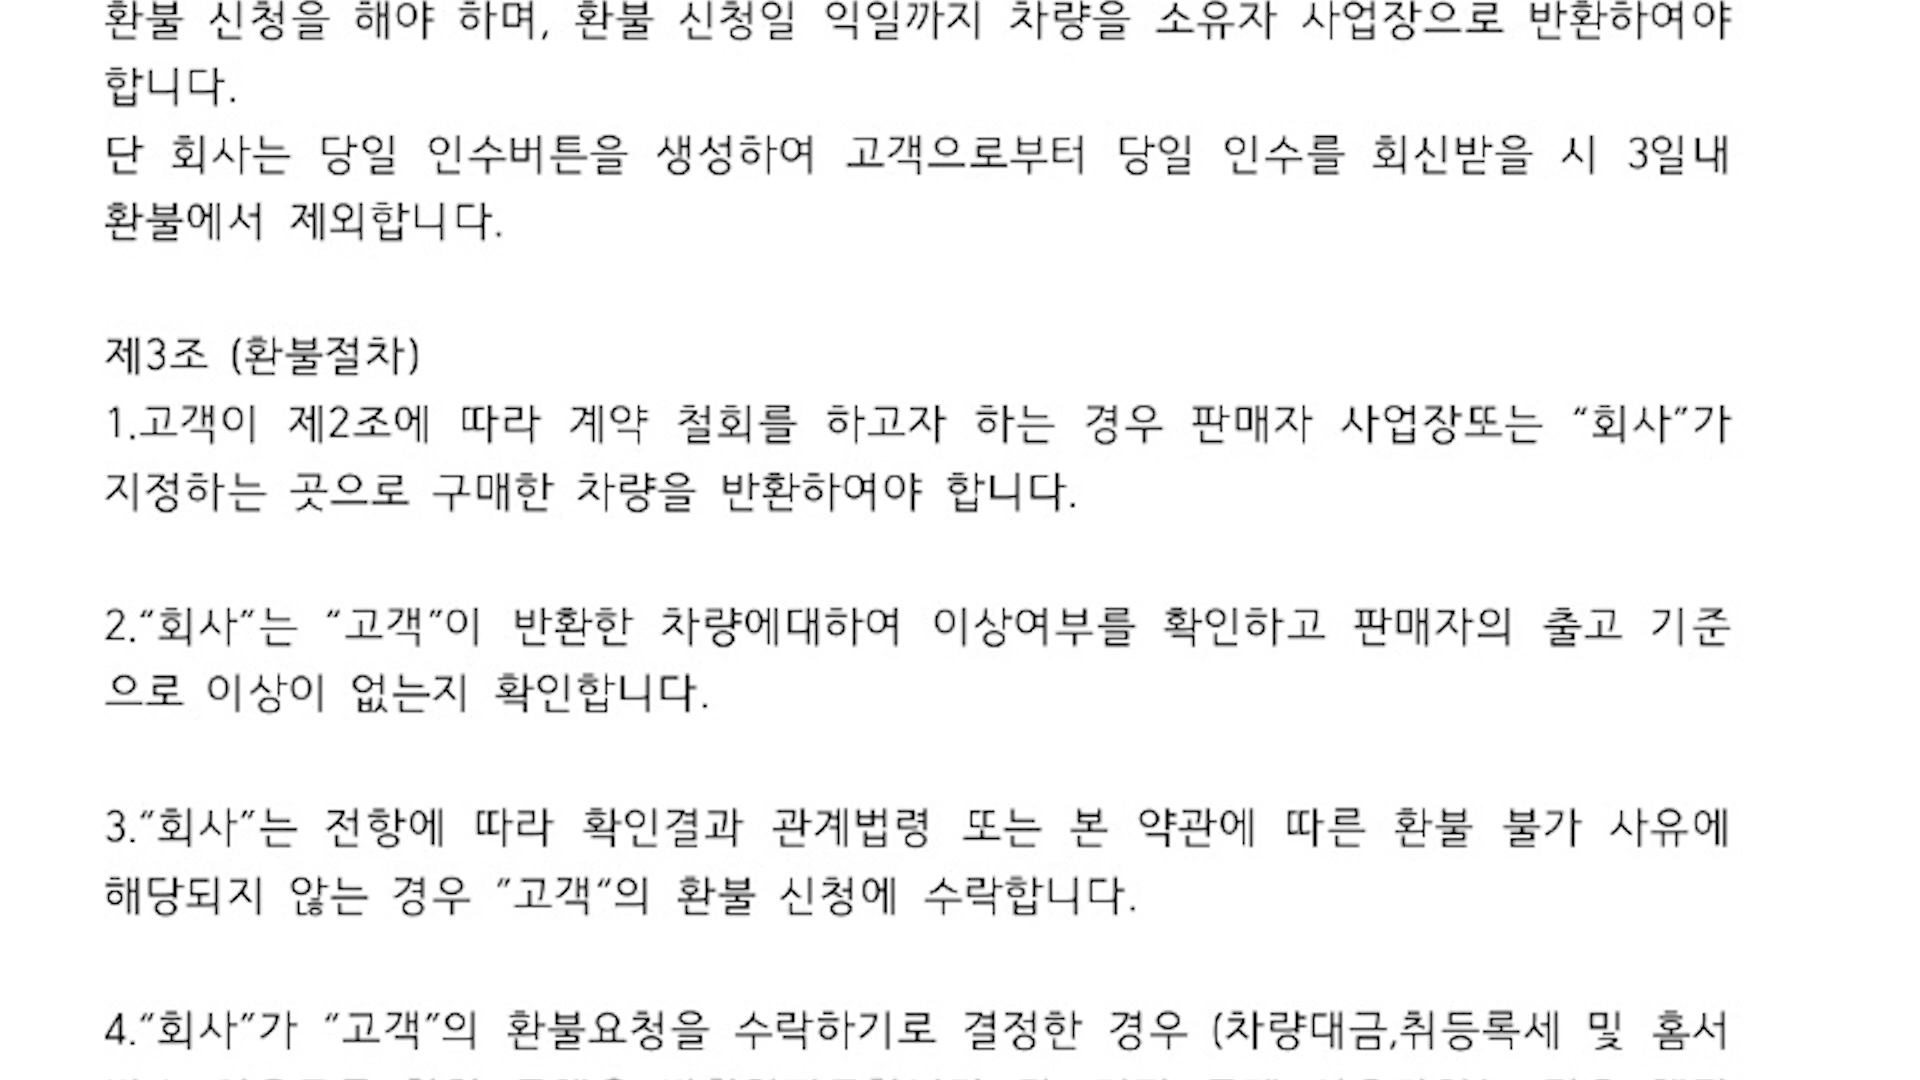 환불 신청을 해야 하며, 환불 신청일 익일까지 차량을 소유자 사업장으로 반환하여야
합니다.
단 회사는 당일 인수버튼을 생성하여 고객으로부터 당일 인수를 회신받을 시 3일내
환불에서 제외합니다.
제3조 (환불절차)
1.고객이 제2조에 따라 계약 철회를 하고자 하는 경우 판매자 사업장또는 “회사”가
지정하는 곳으로 구매한 차량을 반환하여야 합니다.
2.“회사”는 “고객”이 반환한 차량에대하여 이상여부를 확인하고 판매자의 출고 기준
으로 이상이 없는지 확인합니다.
3.“회사”는 전항에 따라 확인결과 관계법령 또는 본 약관에 따른 환불 불가 사유에
해당되지 않는 경우 ”고객“의 환불 신청에 수락합니다.
4.“회사”가 “고객”의 환불요청을 수락하기로 결정한 경우 (차량대금,취등록세 및 홈서